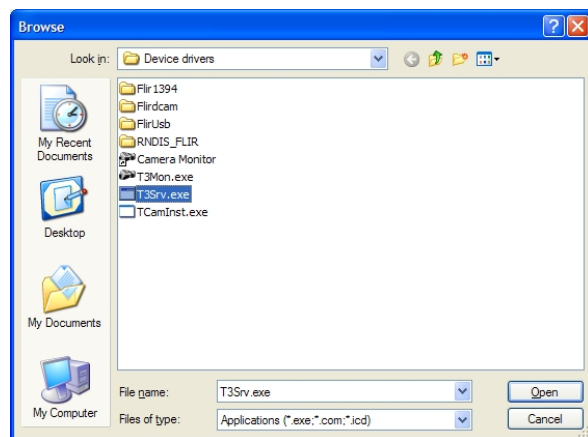 Browse
Look in:
Device drivers
My Recent
Documents
Desktop
My Documents
My Computer
Flir1394
Flirdcam
FlirUsb
RNDIS_FLIR
Camera Monitor
T3Mon.exe
T3Srv.exe
TCamInst.exe
File name:
T3Srv.exe
Open
Files of type:
Applications (*.exe;*.com;*.icd)
Cancel